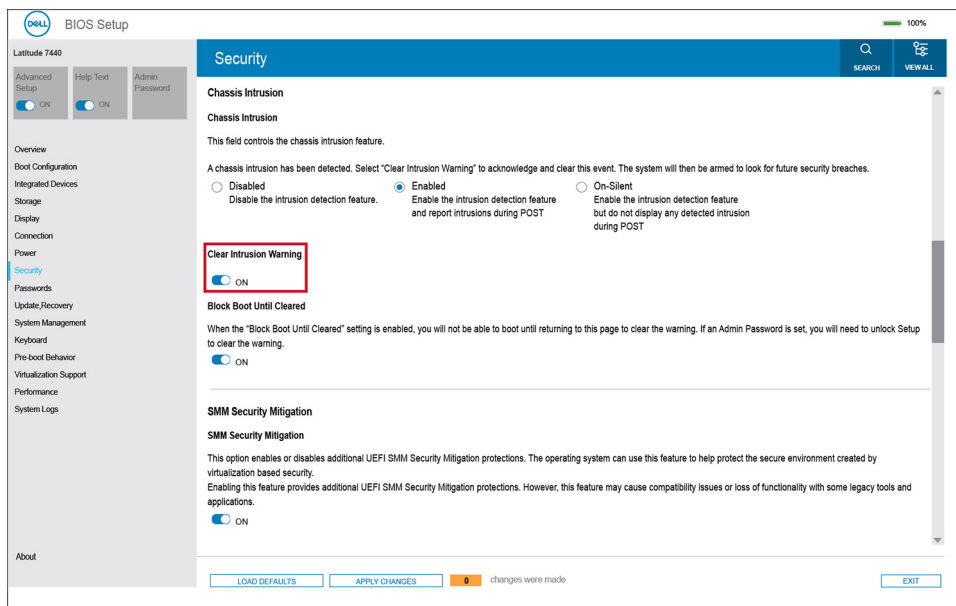 DELL BIOS Setup
100%
Latitude 7440
Advanced Setup
ON
Help Text
ON
Admin Password
Overview
Boot Configuration
Integrated Devices
Storage
Display
Connection
Power
Security
Passwords
Update,Recovery
System Management
Keyboard
Pre-boot Behavior
Virtualization Support
Performance
System Logs
About
Security
SEARCH
VIEW ALL
Chassis Intrusion
Chassis Intrusion
This field controls the chassis intrusion feature.
A chassis intrusion has been detected. Select "Clear Intrusion Warning" to acknowledge and clear this event. The system will then be armed to look for future security breaches.
Disabled
Disable the intrusion detection feature.
Enabled
Enable the intrusion detection feature
and report intrusions during POST
On-Silent
Enable the intrusion detection feature
but do not display any detected intrusion
during POST
Clear Intrusion Warning
ON
Block Boot Until Cleared
When the "Block Boot Until Cleared" setting is enabled, you will not be able to boot until returning to this page to clear the warning. If an Admin Password is set, you will need to unlock Setup
to clear the warning.
ON
SMM Security Mitigation
SMM Security Mitigation
This option enables or disables additional UEFI SMM Security Mitigation protections. The operating system can use this feature to help protect the secure environment created by
virtualization based security.
Enabling this feature provides additional UEFI SMM Security Mitigation protections. However, this feature may cause compatibility issues or loss of functionality with some legacy tools and
applications.
ON
LOAD DEFAULTS
APPLY CHANGES
0 changes were made
EXIT